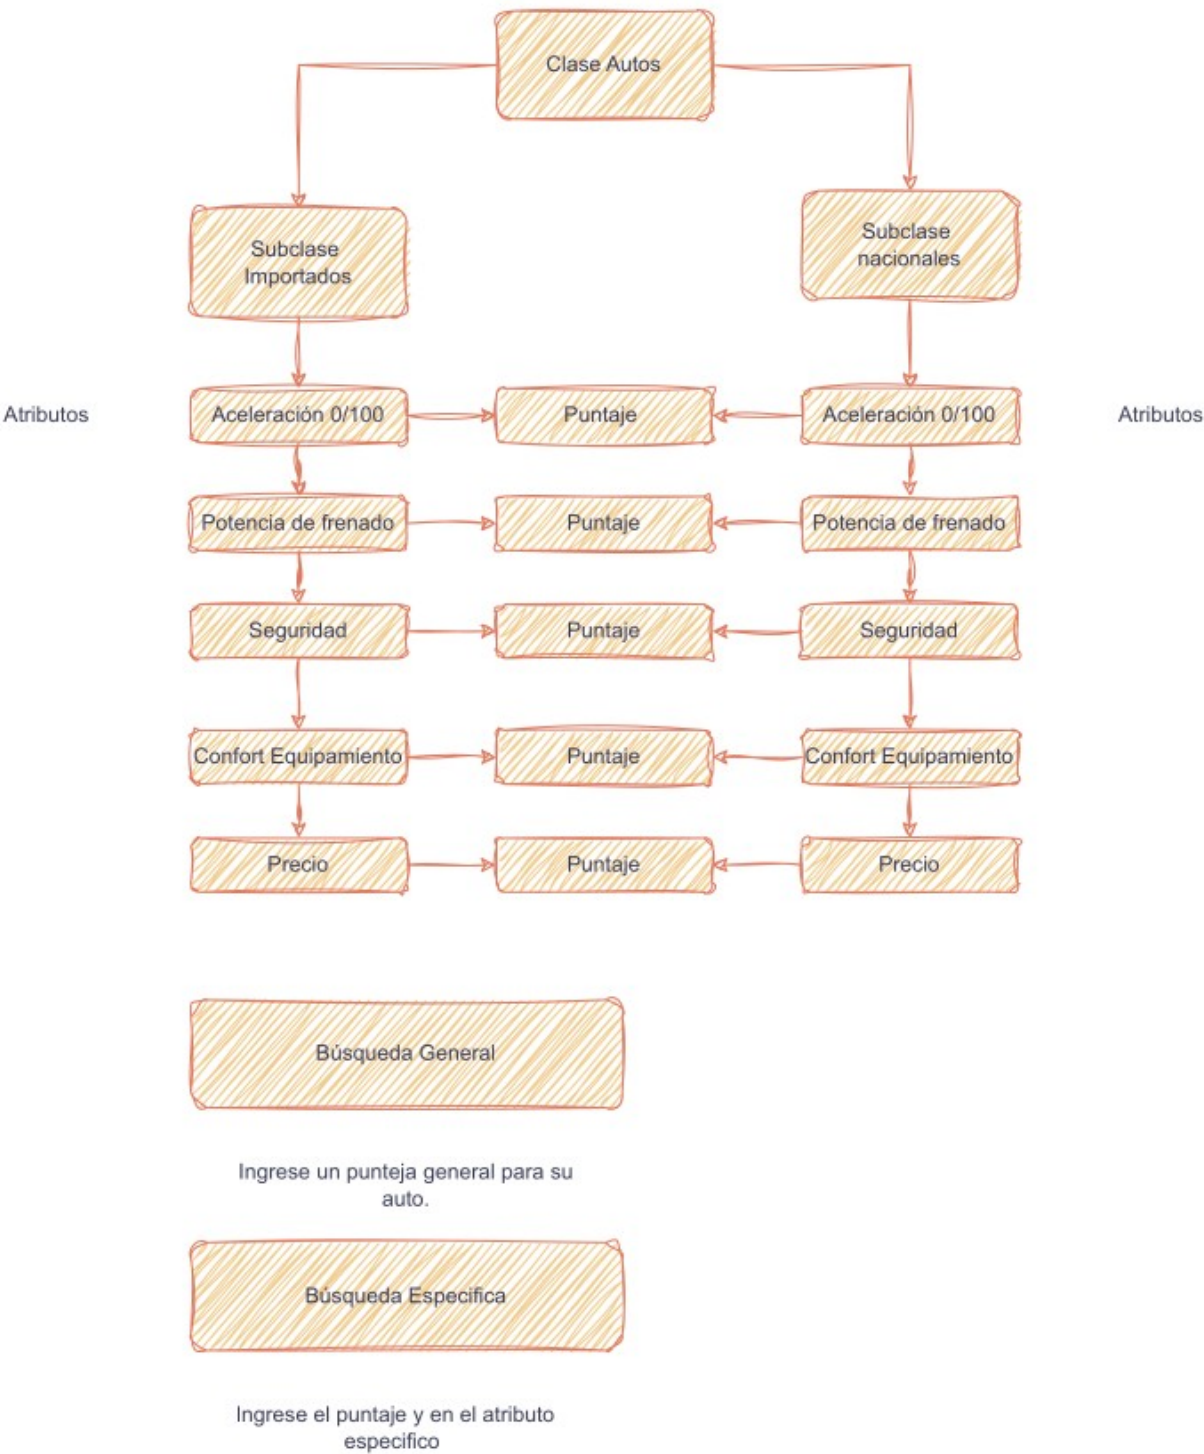 Clase Autos
Subclase
Importados
Subclase
nacionales
Atributos
Aceleración 0/100
Puntaje
Aceleración 0/100
Atributos
Potencia de frenado
Puntaje
Potencia de frenado
Seguridad
Puntaje
Seguridad
Confort Equipamiento
Puntaje
Confort Equipamiento
Precio
Puntaje
Precio
Búsqueda General
Ingrese un punteja general para su
auto.
Búsqueda Especifica
Ingrese el puntaje y en el atributo
especifico